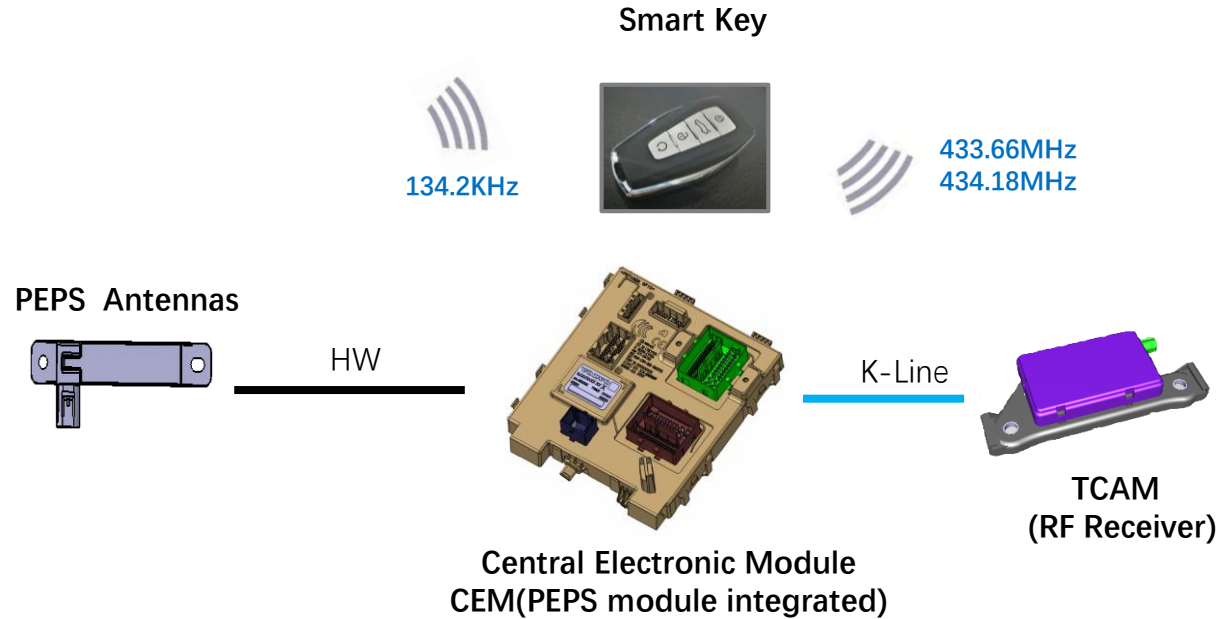 Smart Key
134.2KHz
433.66MHz
434.18MHz
PEPS Antennas
HW
K-Line
TCAM
(RF Receiver)
Central Electronic Module
CEM(PEPS module integrated)